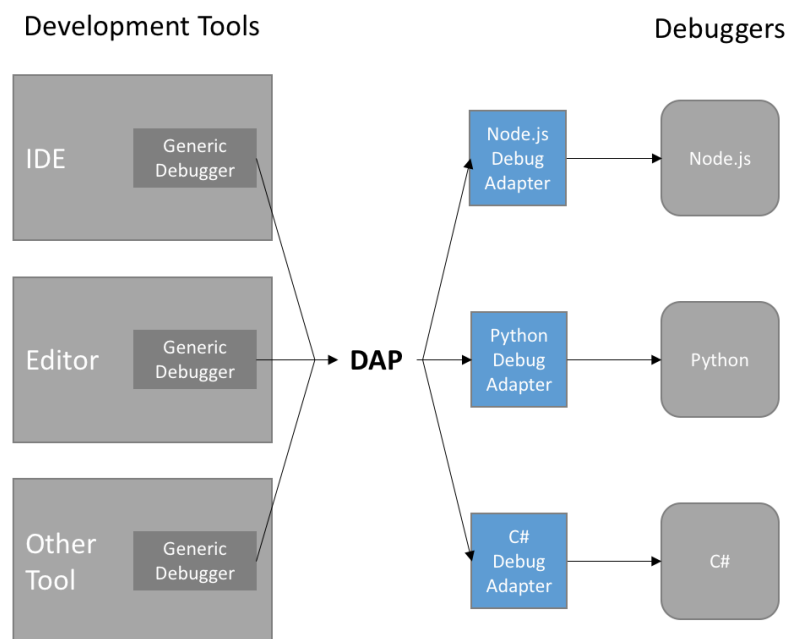 Development Tools
Debuggers
IDE
Generic
Debugger
Node.js
Debug
Adapter
Node.js
Editor
Generic
Debugger
DAP
Python
Debug
Adapter
Python
Other
Tool
Generic
Debugger
C#
Debug
Adapter
C#